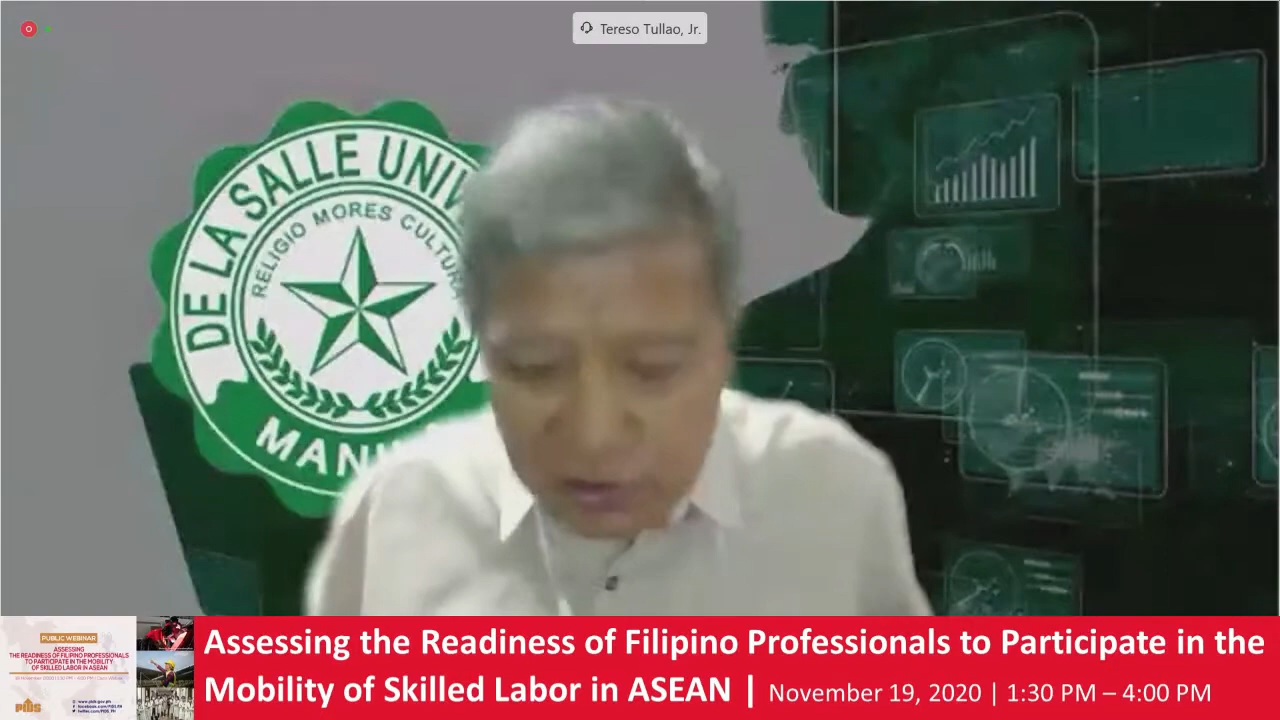 Tereso Tullao, Jr.
DE LA SALLE UNIV
RELIGIO MORES CULTURA
MANI
PUBLIC WEBINAR
ASSESSING
THE READINESS OF FILIPINO PROFESSIONALS
TO PARTICIPATE IN THE MOBILITY
OF SKILLED LABOR IN ASEAN
PIDS
Assessing the Readiness of Filipino Professionals to Participate in the
Mobility of Skilled Labor in ASEAN | November 19, 2020 | 1:30 PM – 4:00 PM